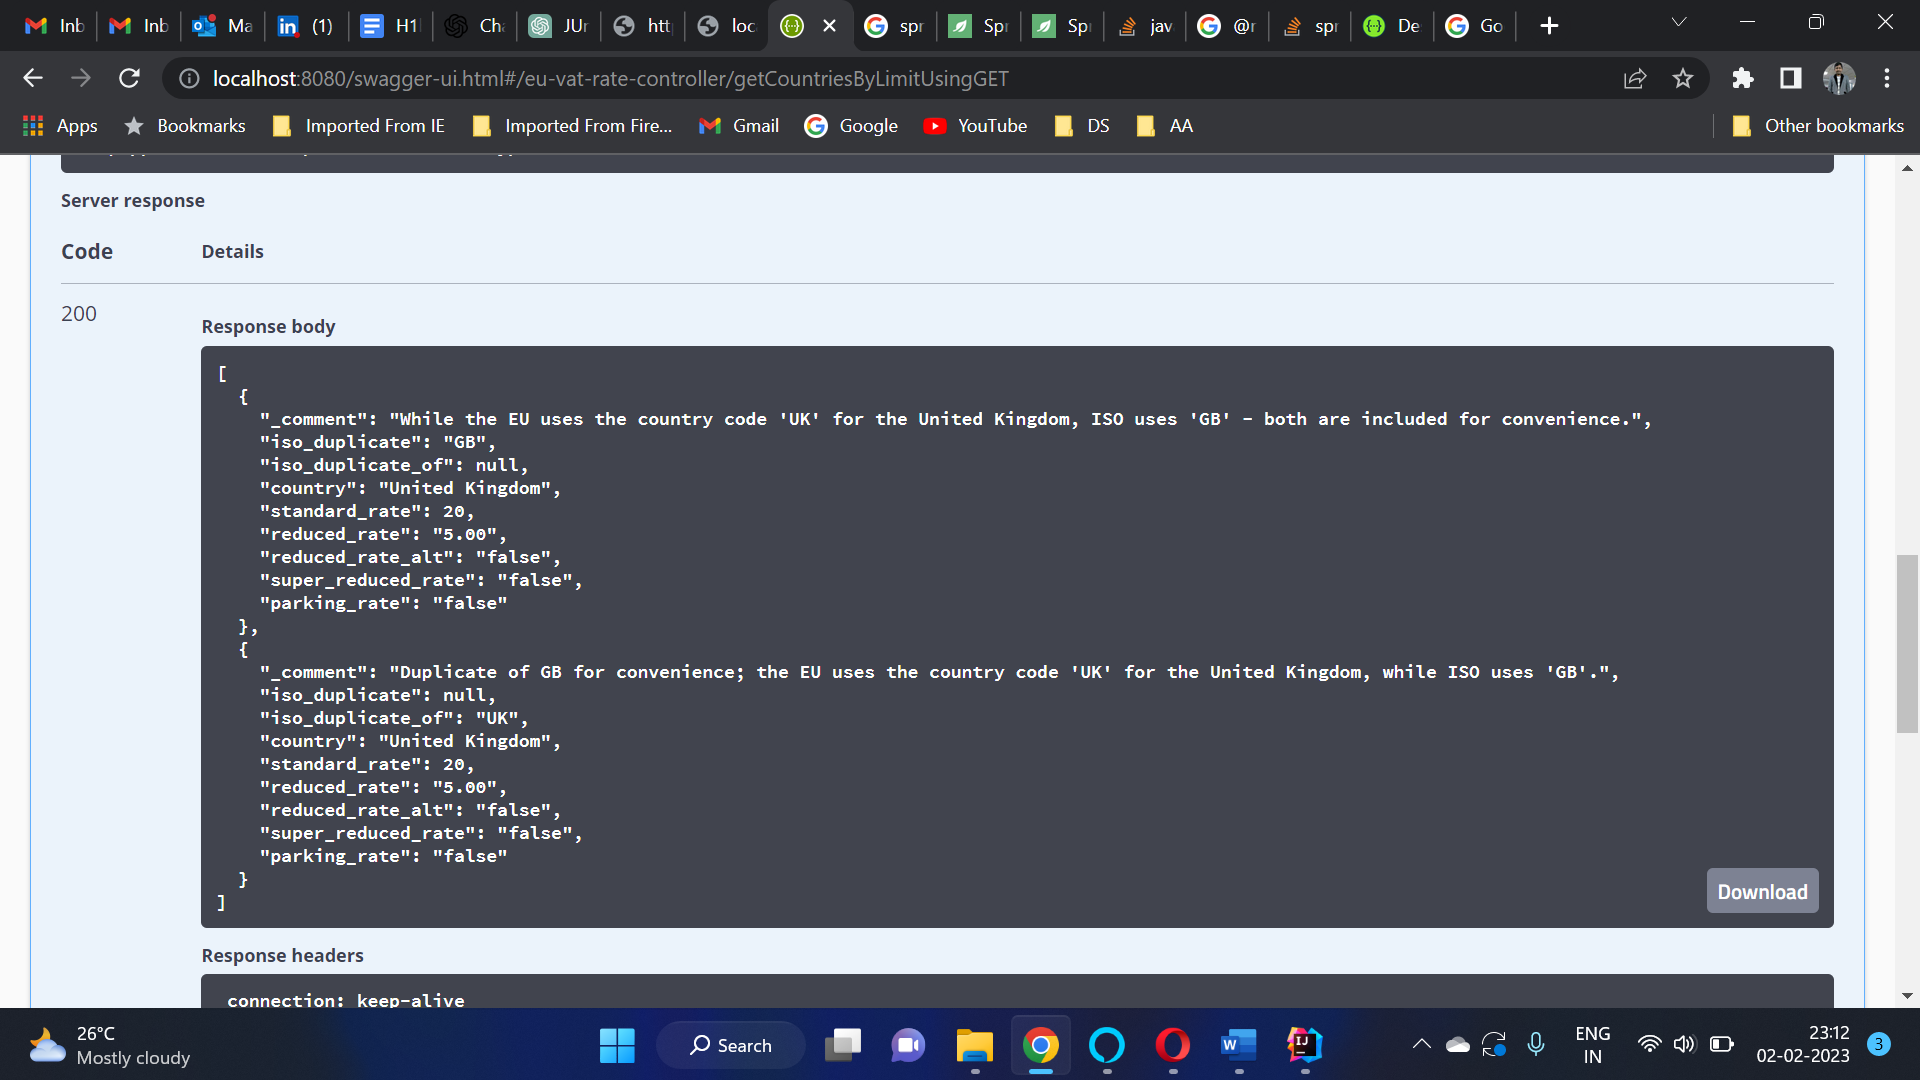 Inb
Inb
Ma
(1)
H1
Ch
JUr
htt
loc
spr
Spr
Sp
jav
@r
spr
De
Go
localhost:8080/swagger-ui.html#/eu-vat-rate-controller/getCountriesByLimitUsingGET
Apps
Bookmarks
Imported From IE
Imported From Fire...
Gmail
Google
YouTube
DS
AA
Other bookmarks
Server response
Code Details
200
Response body
[
{
"_comment": "While the EU uses the country code 'UK' for the United Kingdom, ISO uses 'GB' - both are included for convenience.",
"iso_duplicate": "GB",
"iso_duplicate_of": null,
"country": "United Kingdom",
"standard_rate": 20,
"reduced_rate": "5.00",
"reduced_rate_alt": "false",
"super_reduced_rate": "false",
"parking_rate": "false"
},
{
"_comment": "Duplicate of GB for convenience; the EU uses the country code 'UK' for the United Kingdom, while ISO uses 'GB'.",
"iso_duplicate": null,
"iso_duplicate_of": "UK",
"country": "United Kingdom",
"standard_rate": 20,
"reduced_rate": "5.00",
"reduced_rate_alt": "false",
"super_reduced_rate": "false",
"parking_rate": "false"
}
]
Download
Response headers
connection: keep-alive
26°C
Mostly cloudy
Search
ENG
IN
23:12
02-02-2023
3